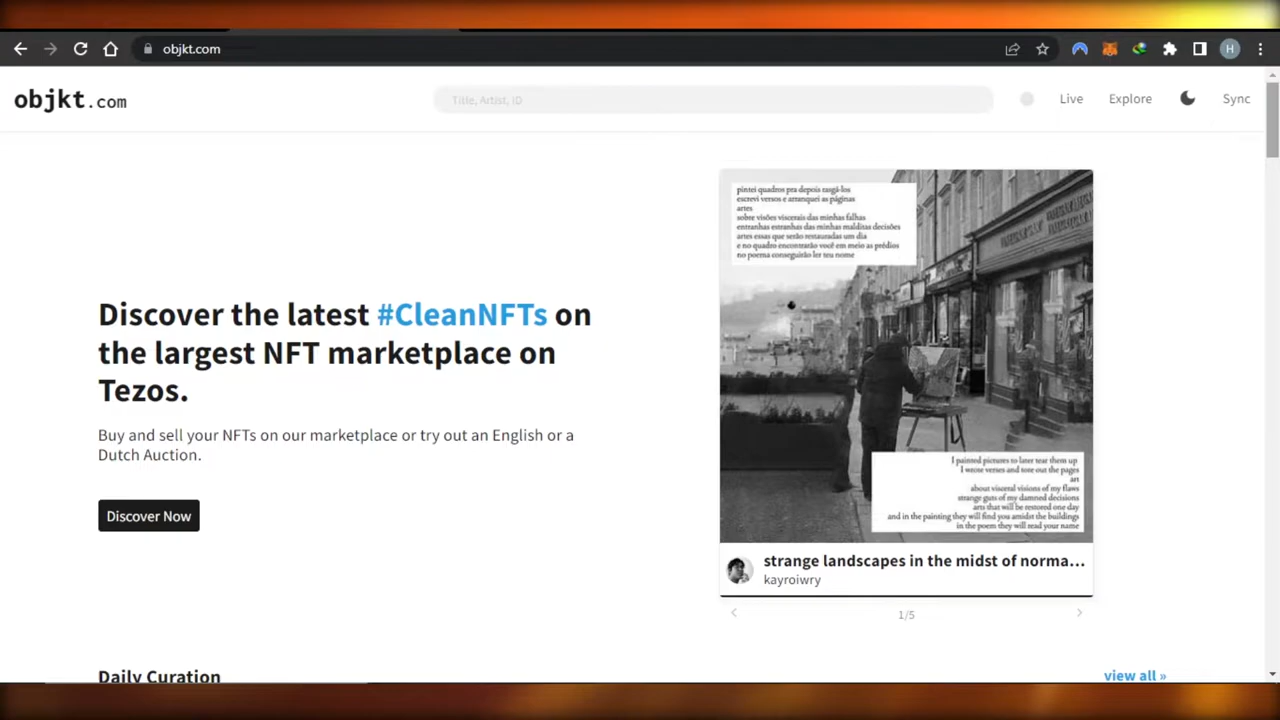 objkt.com
H
objkt.com
Title, Artist, ID
Live
Explore
Sync
Discover the latest #CleanNFTs on
the largest NFT marketplace on
Tezos.
Buy and sell your NFTs on our marketplace or try out an English or a
Dutch Auction.
Discover Now
pintei quadros pra depois rasgá-los
escrevi versos e arranquei as páginas
artes
sobre visões viscerais das minhas falhas
entranhas estranhas das minhas malditas decisões
artes essas que serão restauradas um dia
e no quadro encontrarão você em meio as prédios
no poema conseguirão ler teu nome
I painted pictures to later tear them up
I wrote verses and tore out the pages
art
about visceral visions of my flaws
strange guts of my damned decisions
arts that will be restored one day
and in the painting they will find you amidst the buildings
in the poem they will read your name
strange landscapes in the midst of norma...
kayroiwry
1/5
Daily Curation
view all »